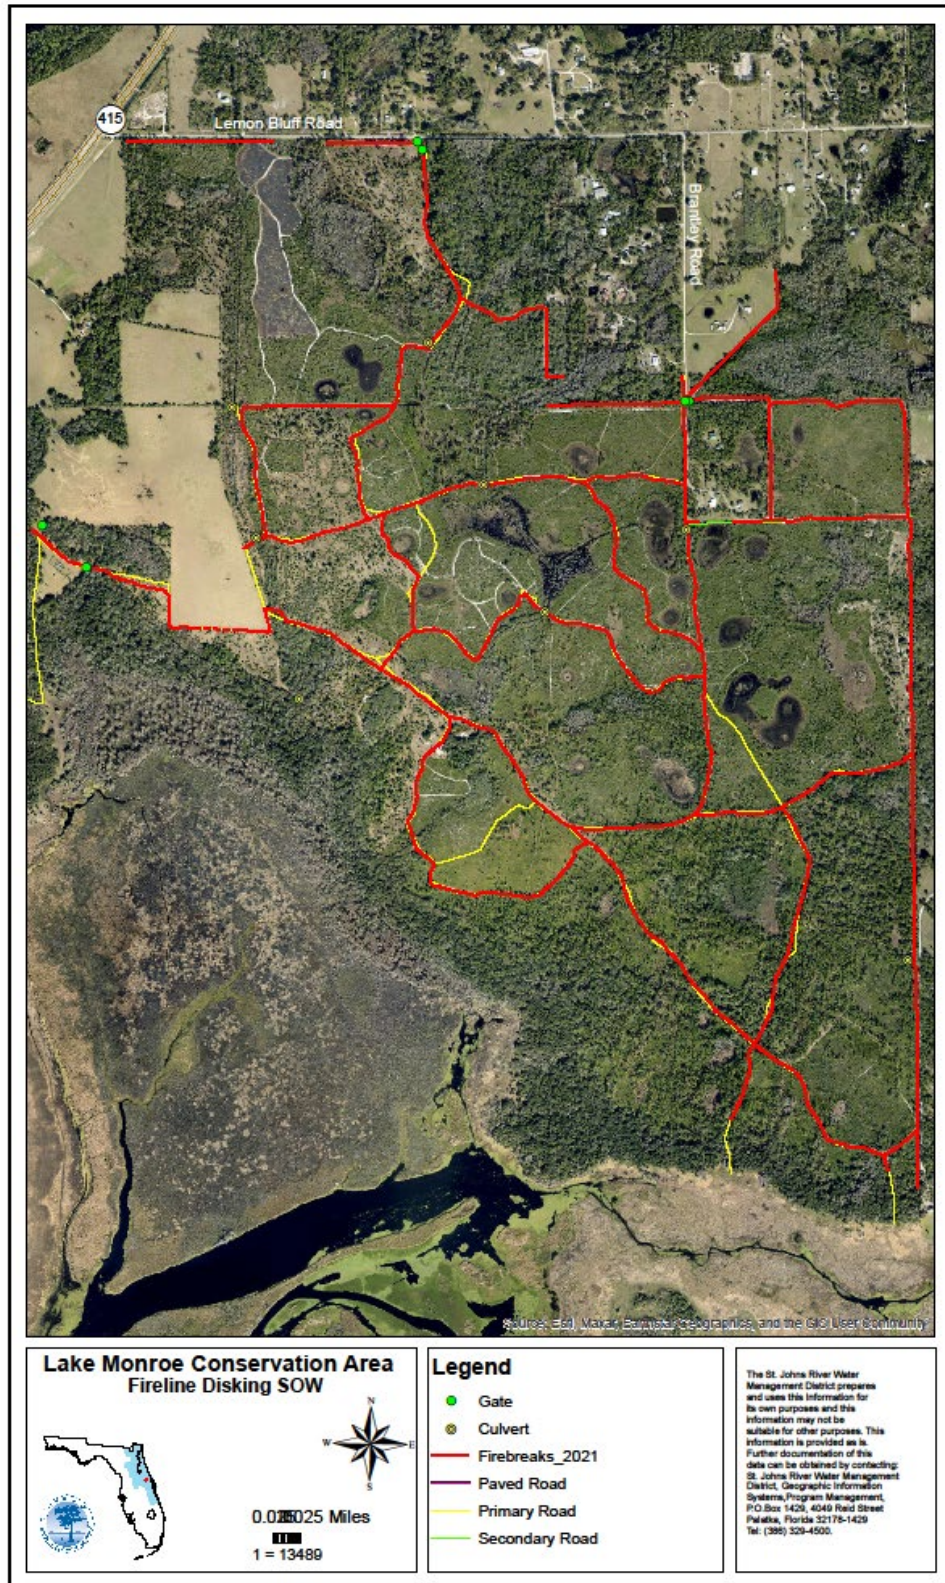 415
Lemon Bluff Road
Brantley Road
Source: Esri, Maxar, Earthstar Geographics, and the GIS User Community
Lake Monroe Conservation Area
Fireline Disking SOW
N
W
E
S
Miles
1 = 13489
Legend
Gate
Culvert
Firebreaks_2021
Paved Road
Primary Road
Secondary Road
The St. Johns River Water
Management District prepares
and uses this information for
its own purposes and this
information may not be
suitable for other purposes. This
information is provided as is.
Further documentation of this
data can be obtained by contacting:
St. Johns River Water Management
District, Geographic Information
Systems, Program Management,
P.O.Box 1429, 4049 Reid Street
Palatka, Florida 32178-1429
Tel: (386) 329-4500.